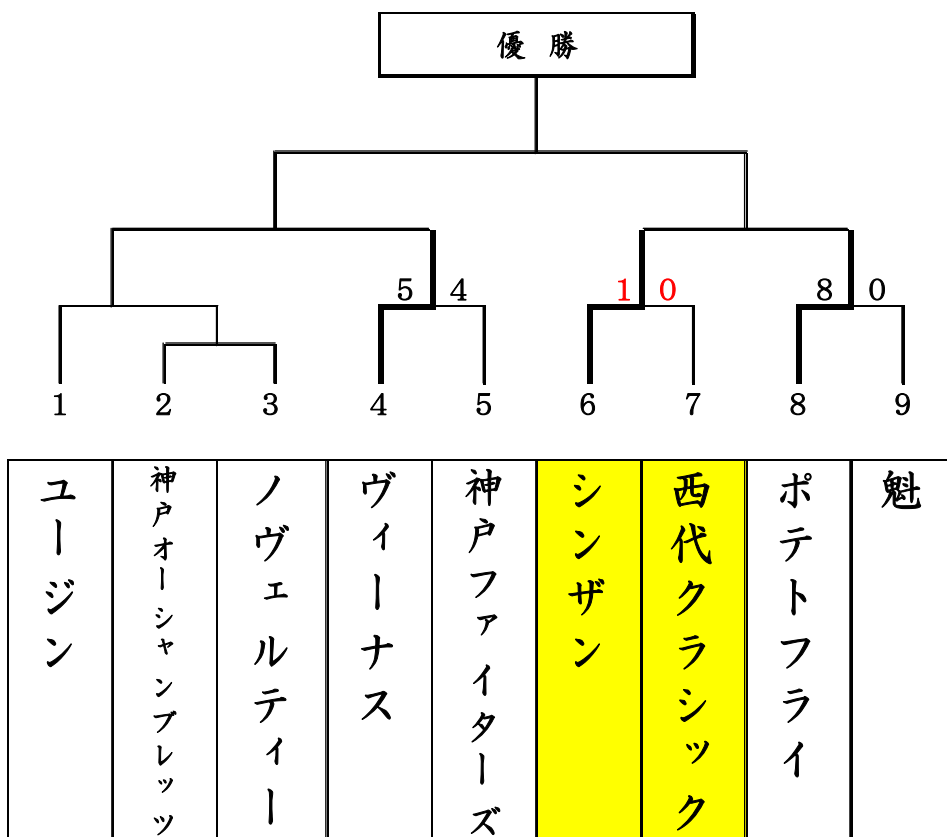 優 勝
5 4
1 0
8 0
1 2 3 4 5 6 7 8 9
ユージン
神戸オーシャンブレッツ
ノヴェルティー
ヴィーナス
神戸ファイターズ
シンザン
西代クラシック
ポテトフライ
魁